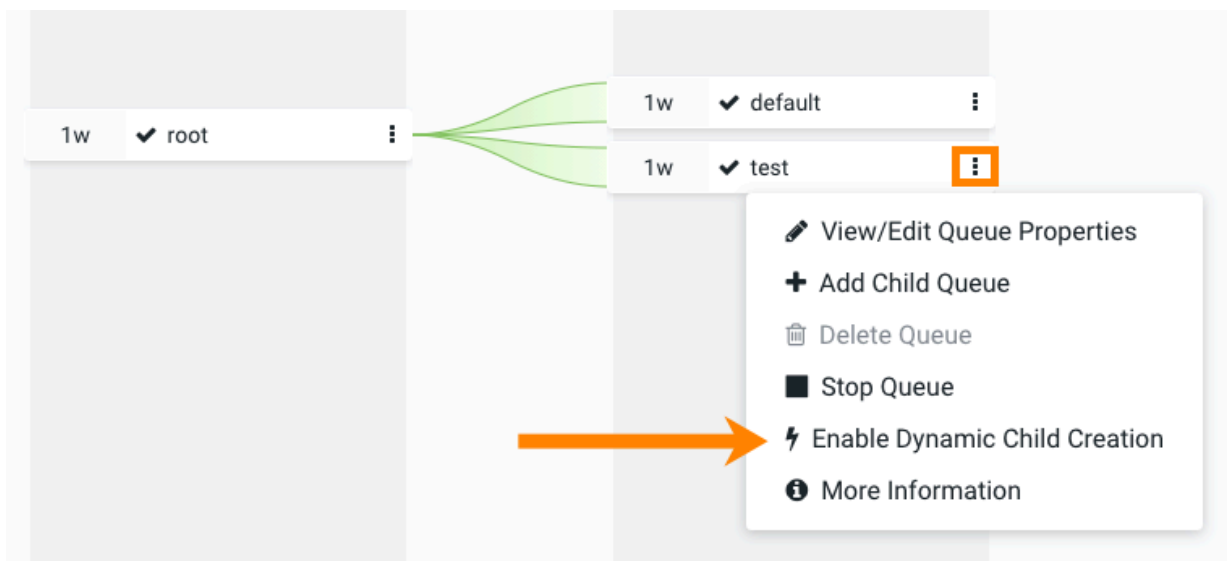 1w root
1w default
1w test
View/Edit Queue Properties
Add Child Queue
Delete Queue
Stop Queue
Enable Dynamic Child Creation
More Information